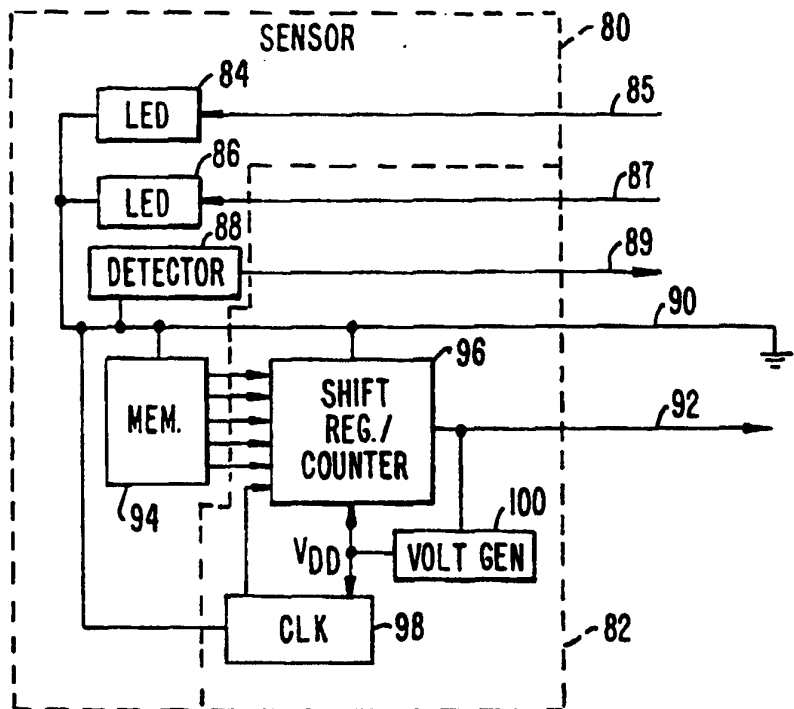 SENSOR
80
84
LED
85
86
LED
87
88
DETECTOR
89
90
96
MEM.
SHIFT
REG./
COUNTER
92
94
100
VDD
VOLT GEN
CLK
98
82